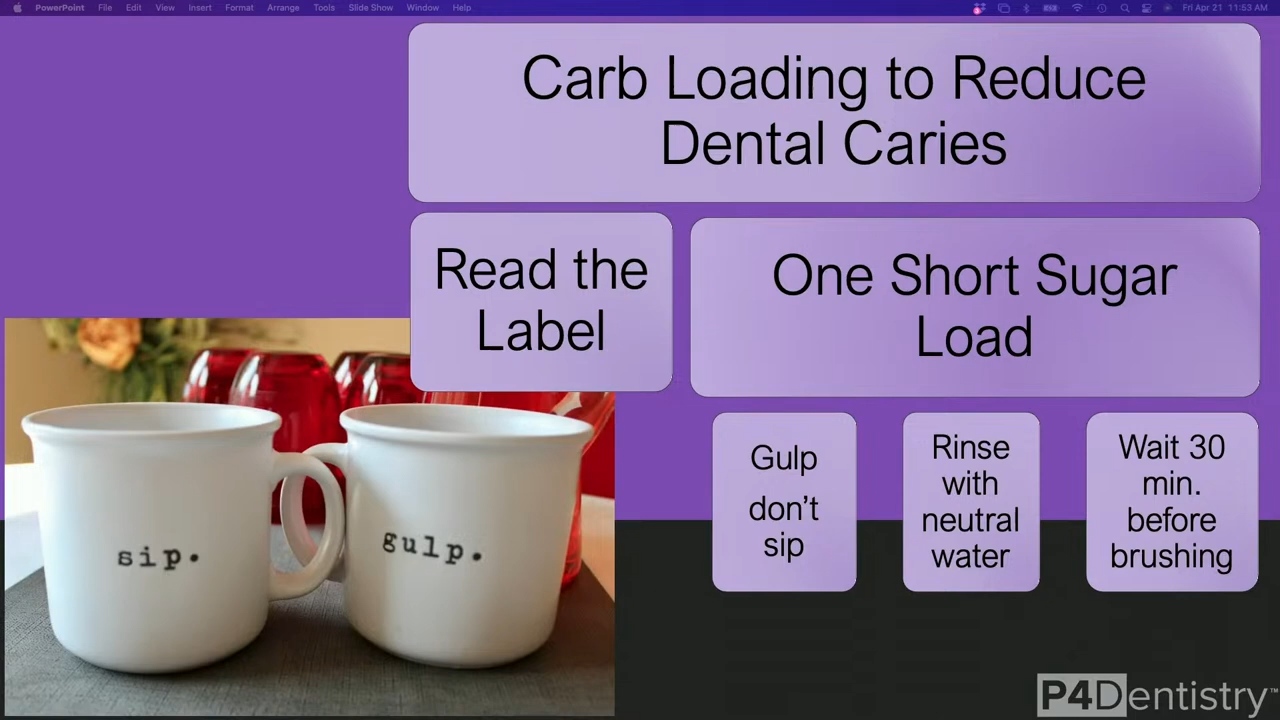 PowerPoint File Edit View Insert Format Arrange Tools Slide Show Window Help Fri Apr 21 11:53 AM
Carb Loading to Reduce
Dental Caries
Read the
Label
One Short Sugar
Load
Gulp
don't
sip
Rinse
with
neutral
water
Wait 30
min.
before
brushing
sip.
gulp.
P4Dentistry™